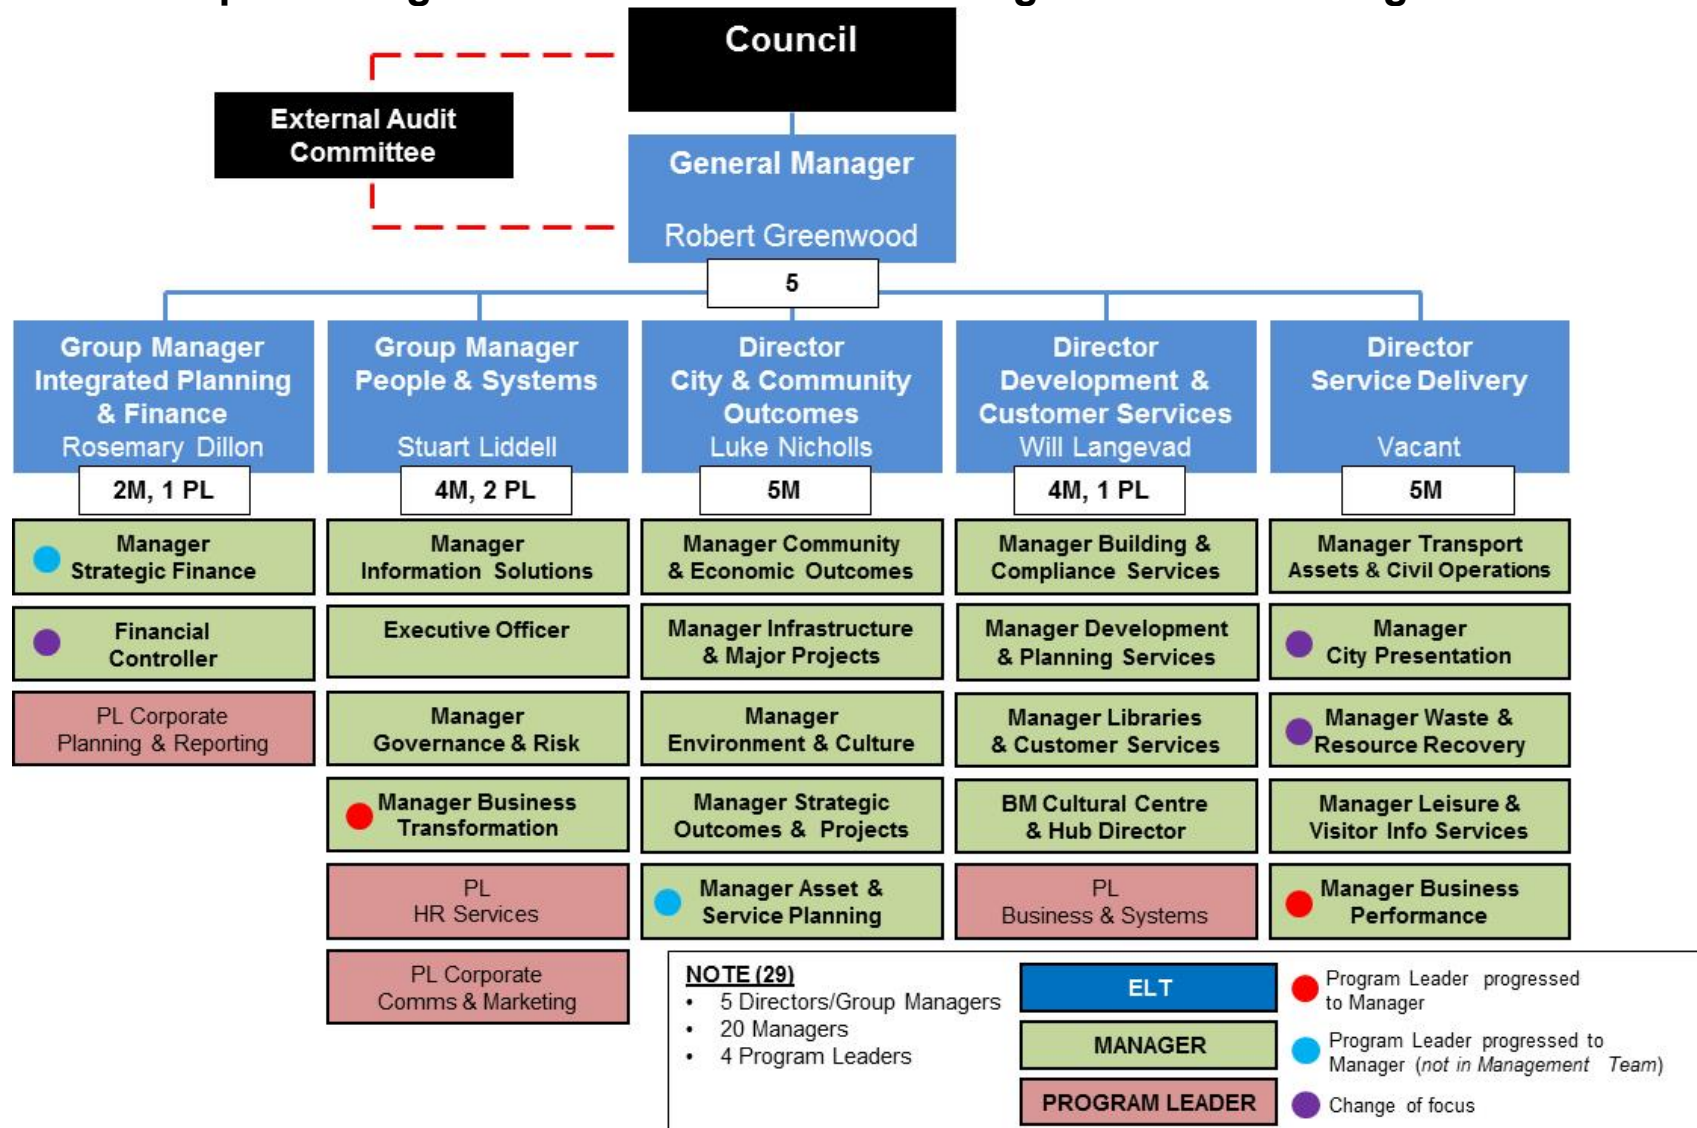 Council
External Audit
Committee
General Manager
Robert Greenwood
5
Group Manager
Integrated Planning
& Finance
Rosemary Dillon
2M, 1 PL
Manager
Strategic Finance
Financial
Controller
PL Corporate
Planning & Reporting
Group Manager
People & Systems
Stuart Liddell
4M, 2 PL
Manager
Information Solutions
Executive Officer
Manager
Governance & Risk
Manager Business
Transformation
PL
HR Services
PL Corporate
Comms & Marketing
Director
City & Community
Outcomes
Luke Nicholls
5M
Manager Community
& Economic Outcomes
Manager Infrastructure
& Major Projects
Manager
Environment & Culture
Manager Strategic
Outcomes & Projects
Manager Asset &
Service Planning
Director
Development &
Customer Services
Will Langevad
4M, 1 PL
Manager Building &
Compliance Services
Manager Development
& Planning Services
Manager Libraries
& Customer Services
BM Cultural Centre
& Hub Director
PL
Business & Systems
Director
Service Delivery
Vacant
5M
Manager Transport
Assets & Civil Operations
Manager
City Presentation
Manager Waste &
Resource Recovery
Manager Leisure &
Visitor Info Services
Manager Business
Performance
NOTE (29)
• 5 Directors/Group Managers
• 20 Managers
• 4 Program Leaders
ELT
MANAGER
PROGRAM LEADER
Program Leader progressed
to Manager
Program Leader progressed to
Manager (not in Management Team)
Change of focus